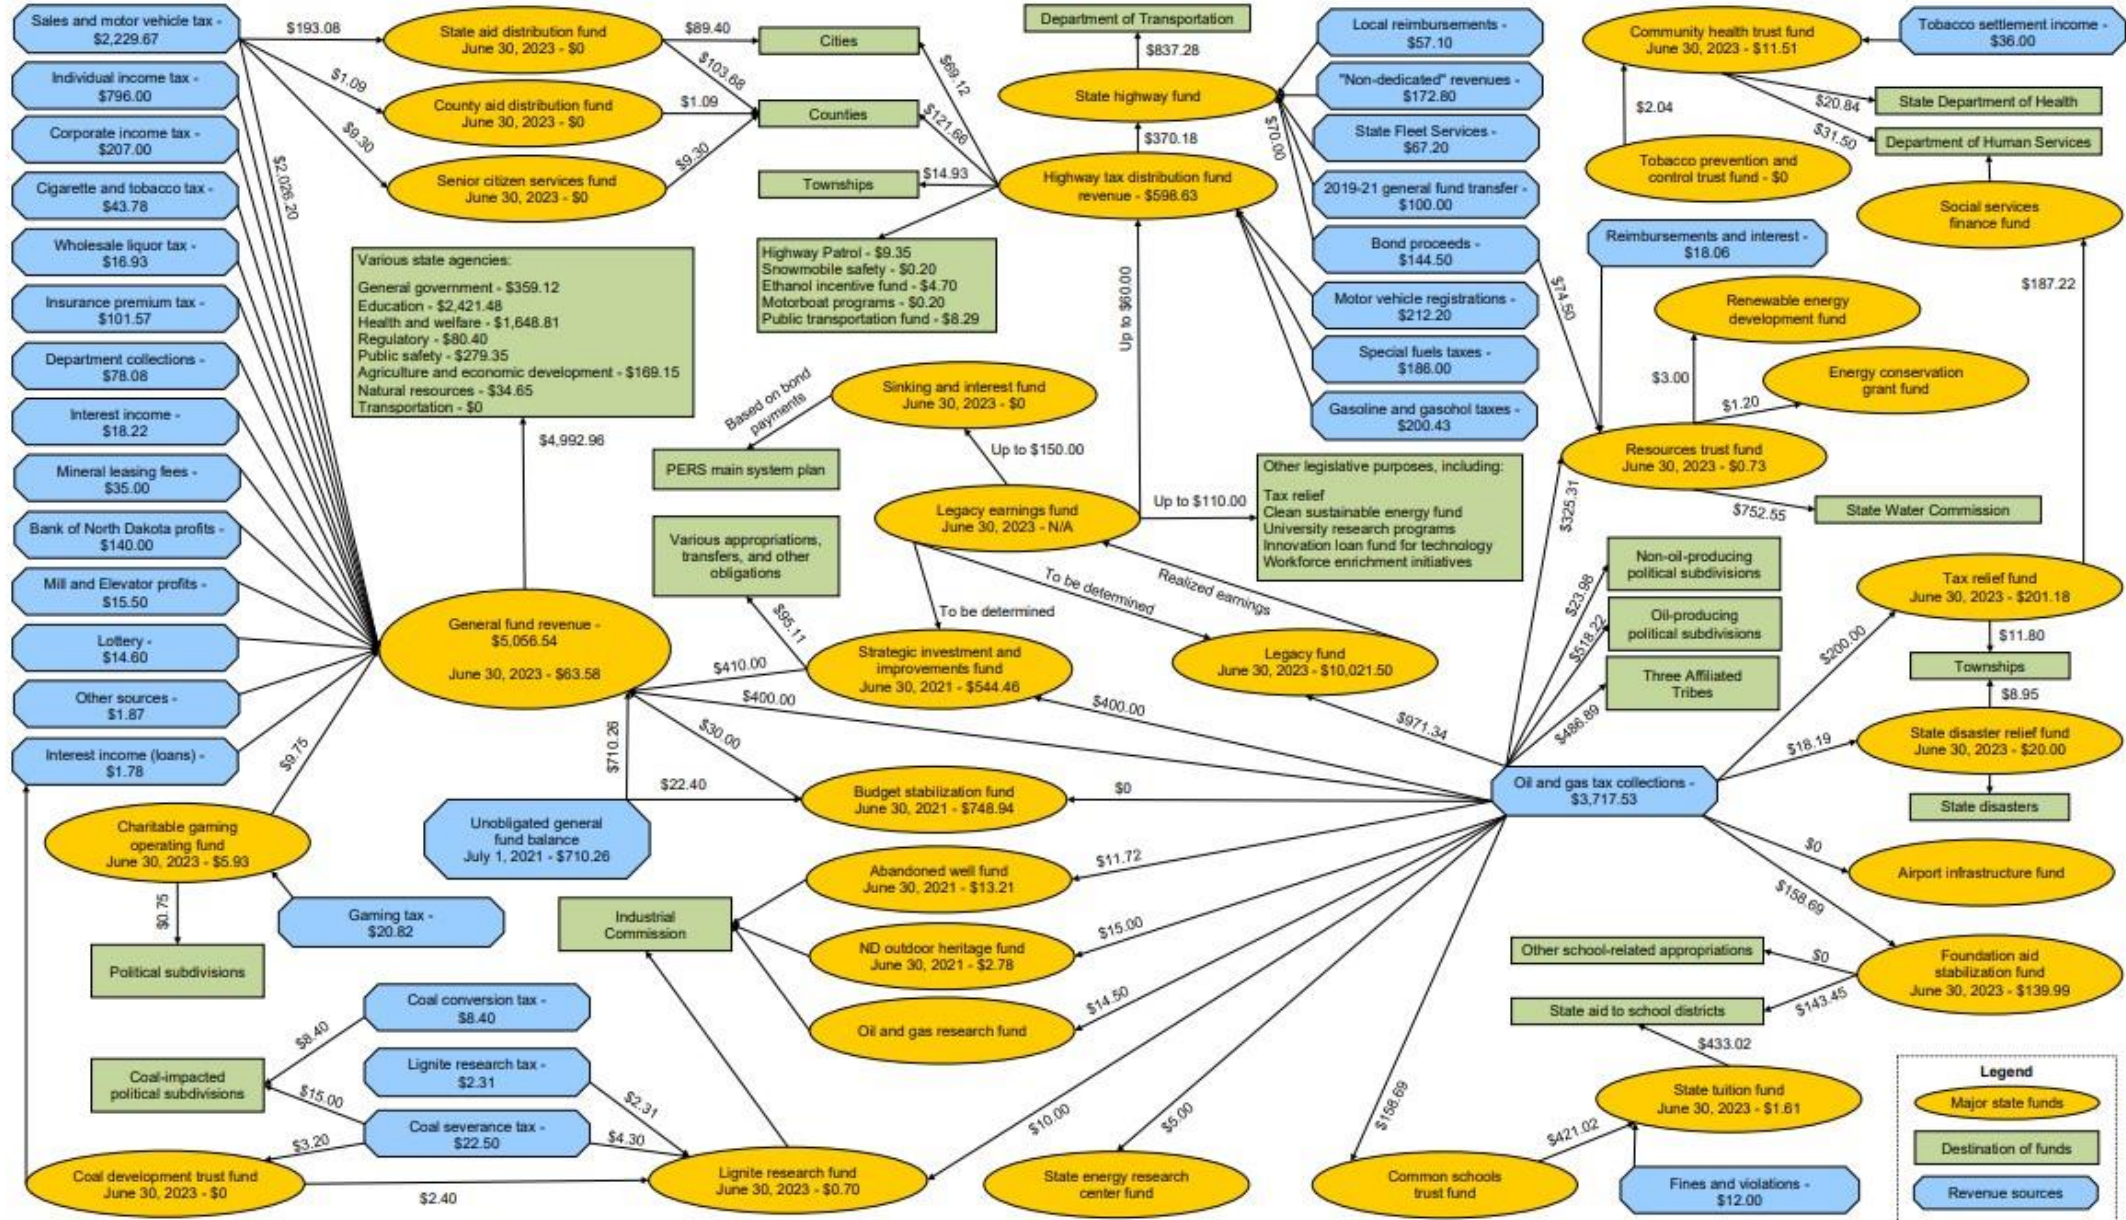 Sales and motor vehicle tax -
$2,229.67
Individual income tax -
$796.00
Corporate income tax -
$207.00
Cigarette and tobacco tax -
$43.78
Wholesale liquor tax -
$16.93
Insurance premium tax -
$101.57
Department collections -
$78.08
Interest income -
$18.22
Mineral leasing fees -
$35.00
Bank of North Dakota profits -
$140.00
Mill and Elevator profits -
$15.50
Lottery -
$14.60
Other sources -
$1.87
Interest income (loans) -
$1.78
$193.08
$1.09
$9.30
$2,026.20
State aid distribution fund
June 30, 2023 - $0
County aid distribution fund
June 30, 2023 - $0
Senior citizen services fund
June 30, 2023 - $0
$89.40
$103.68
$1.09
$9.30
Cities
Counties
Townships
$69.12
$121.66
$14.93
Department of Transportation
$837.28
State highway fund
$370.18
Highway tax distribution fund
revenue - $598.63
Highway Patrol - $9.35
Snowmobile safety - $0.20
Ethanol incentive fund - $4.70
Motorboat programs - $0.20
Public transportation fund - $8.29
Various state agencies:
General government - $359.12
Education - $2,421.48
Health and welfare - $1,648.81
Regulatory - $80.40
Public safety - $279.35
Agriculture and economic development - $169.15
Natural resources - $34.65
Transportation - $0
$4,992.96
Local reimbursements -
$57.10
"Non-dedicated" revenues -
$172.80
State Fleet Services -
$67.20
2019-21 general fund transfer -
$100.00
Bond proceeds -
$144.50
Motor vehicle registrations -
$212.20
Special fuels taxes -
$186.00
Gasoline and gasohol taxes -
$200.43
$70.00
$74.50
Up to $60.00
Community health trust fund
June 30, 2023 - $11.51
Tobacco settlement income -
$36.00
$2.04
$20.84
$31.50
State Department of Health
Department of Human Services
Tobacco prevention and
control trust fund - $0
Social services
finance fund
$187.22
Reimbursements and interest -
$18.06
Renewable energy
development fund
$3.00
Energy conservation
grant fund
$1.20
Resources trust fund
June 30, 2023 - $0.73
$752.55
State Water Commission
$325.31
Sinking and interest fund
June 30, 2023 - $0
Based on bond
payments
PERS main system plan
Up to $150.00
Legacy earnings fund
June 30, 2023 - N/A
Up to $110.00
Other legislative purposes, including:
Tax relief
Clean sustainable energy fund
University research programs
Innovation loan fund for technology
Workforce enrichment initiatives
Various appropriations,
transfers, and other
obligations
$95.11
To be determined
To be determined
Realized earnings
General fund revenue -
$5,056.54
June 30, 2023 - $63.58
Strategic investment and
improvements fund
June 30, 2021 - $544.46
Legacy fund
June 30, 2023 - $10,021.50
$410.00
$400.00
$400.00
$971.34
$30.00
$710.26
$22.40
$0
Non-oil-producing
political subdivisions
Oil-producing
political subdivisions
Three Affiliated
Tribes
$23.98
$518.22
$486.89
Tax relief fund
June 30, 2023 - $201.18
$200.00
$11.80
Townships
$8.95
State disaster relief fund
June 30, 2023 - $20.00
$18.19
State disasters
Oil and gas tax collections -
$3,717.53
Budget stabilization fund
June 30, 2021 - $748.94
Unobligated general
fund balance
July 1, 2021 - $710.26
$9.75
Charitable gaming
operating fund
June 30, 2023 - $5.93
$0.75
Gaming tax -
$20.82
Political subdivisions
Industrial
Commission
Abandoned well fund
June 30, 2021 - $13.21
$11.72
ND outdoor heritage fund
June 30, 2021 - $2.78
$15.00
Oil and gas research fund
$14.50
$0
Airport infrastructure fund
$158.69
Foundation aid
stabilization fund
June 30, 2023 - $139.99
Other school-related appropriations
$0
State aid to school districts
$143.45
$433.02
State tuition fund
June 30, 2023 - $1.61
$421.02
Common schools
trust fund
$158.69
Fines and violations -
$12.00
Coal conversion tax -
$8.40
$8.40
Lignite research tax -
$2.31
Coal-impacted
political subdivisions
$15.00
$2.31
Coal severance tax -
$22.50
$3.20
$4.30
Coal development trust fund
June 30, 2023 - $0
$2.40
Lignite research fund
June 30, 2023 - $0.70
$10.00
State energy research
center fund
$5.00
Legend
Major state funds
Destination of funds
Revenue sources